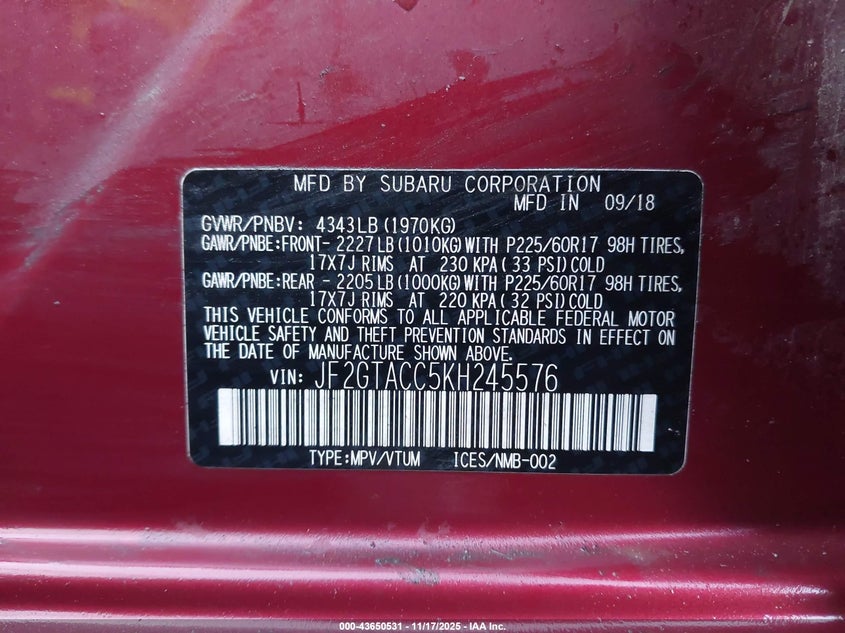 MFD BY SUBARU CORPORATION
MFD IN 09/18
GVWR/PNBV: 4343LB (1970KG)
GAWR/PNBE:FRONT- 2227LB (1010KG) WITH P225/60R17 98H TIRES,
17X7J RIMS AT 230 KPA ( 33 PSI) COLD
GAWR/PNBE:REAR - 2205LB (1000KG) WITH P225/60R17 98H TIRES,
17X7J RIMS AT 220 KPA ( 32 PSI) COLD
THIS VEHICLE CONFORMS TO ALL APPLICABLE FEDERAL MOTOR
VEHICLE SAFETY AND THEFT PREVENTION STANDARDS IN EFFECT ON
THE DATE OF MANUFACTURE SHOWN ABOVE.
VIN: JF2GTACC5KH245576
TYPE:MPV/VTUM ICES/NMB-002
000-43650531 - 11/17/2025 - IAA Inc.